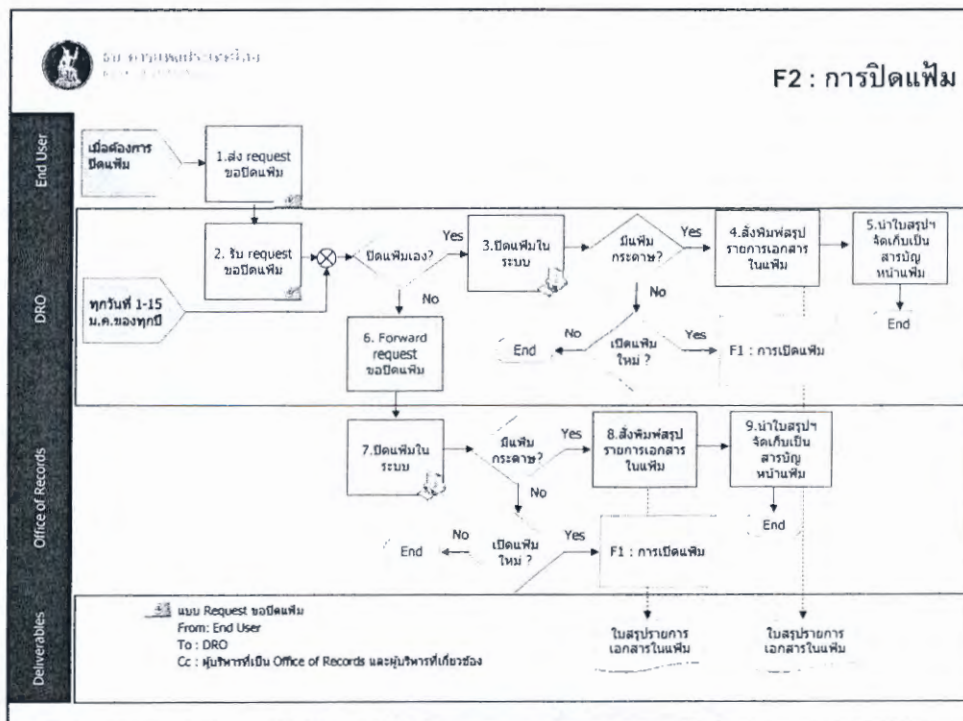 ธนาคารแห่งประเทศไทย
F2 : การปิดแฟ้ม
End User
เมื่อต้องการ
ปิดแฟ้ม
1.ส่ง request
ขอปิดแฟ้ม
DRO
2. รับ request
ขอปิดแฟ้ม
ปิดแฟ้มเอง?
Yes
3.ปิดแฟ้มใน
ระบบ
มีแฟ้ม
กระดาษ?
Yes
4.สั่งพิมพ์สรุป
รายการเอกสาร
ในแฟ้ม
5.นำใบสรุปฯ
จัดเก็บเป็น
สารบัญ
หน้าแฟ้ม
ทุกวันที่ 1-15
ม.ค.ของทุกปี
No
No
End
6. Forward
request
ขอปิดแฟ้ม
End
No
เปิดแฟ้ม
ใหม่ ?
Yes
F1 : การเปิดแฟ้ม
Office of Records
7.ปิดแฟ้มใน
ระบบ
มีแฟ้ม
กระดาษ?
Yes
8.สั่งพิมพ์สรุป
รายการเอกสาร
ในแฟ้ม
9.นำใบสรุปฯ
จัดเก็บเป็น
สารบัญ
หน้าแฟ้ม
No
End
End
No
เปิดแฟ้ม
ใหม่ ?
Yes
F1 : การเปิดแฟ้ม
Deliverables
แบบ Request ขอปิดแฟ้ม
From: End User
To : DRO
Cc : ผู้บริหารที่เป็น Office of Records และผู้บริหารที่เกี่ยวข้อง
ใบสรุปรายการ
เอกสารในแฟ้ม
ใบสรุปรายการ
เอกสารในแฟ้ม